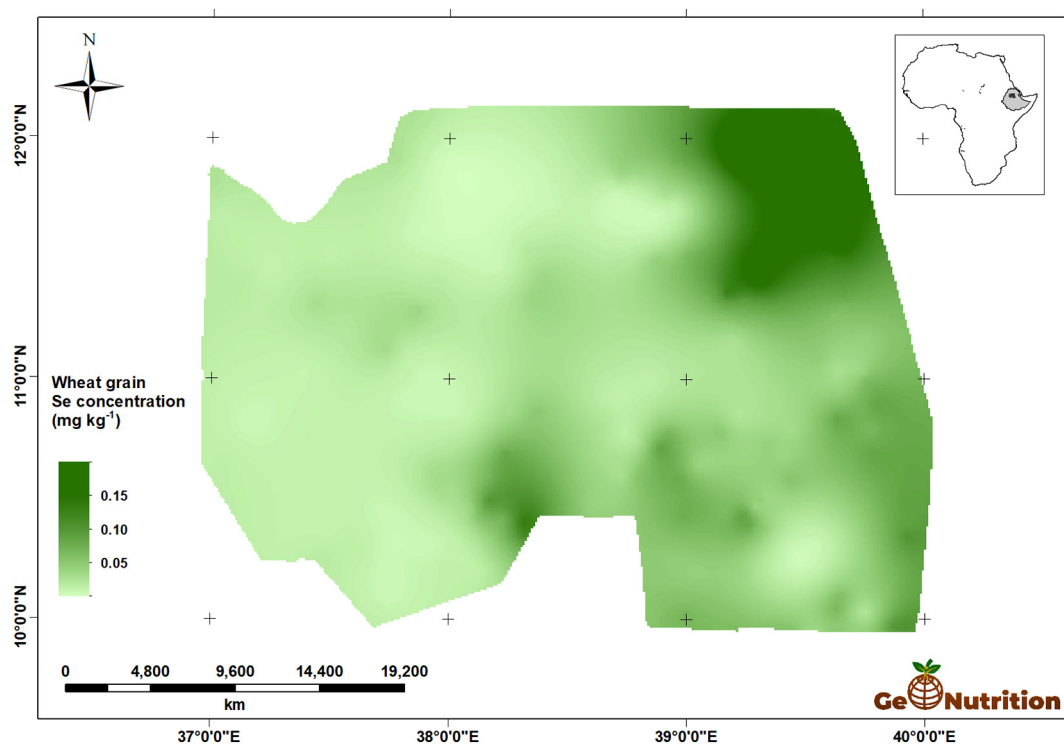 N
12°0'0"N
11°0'0"N
10°0'0"N
Wheat grain
Se concentration
(mg kg⁻¹)
0.15
0.10
0.05
0 4,800 9,600 14,400 19,200
km
GeoNutrition
37°0'0"E 38°0'0"E 39°0'0"E 40°0'0"E